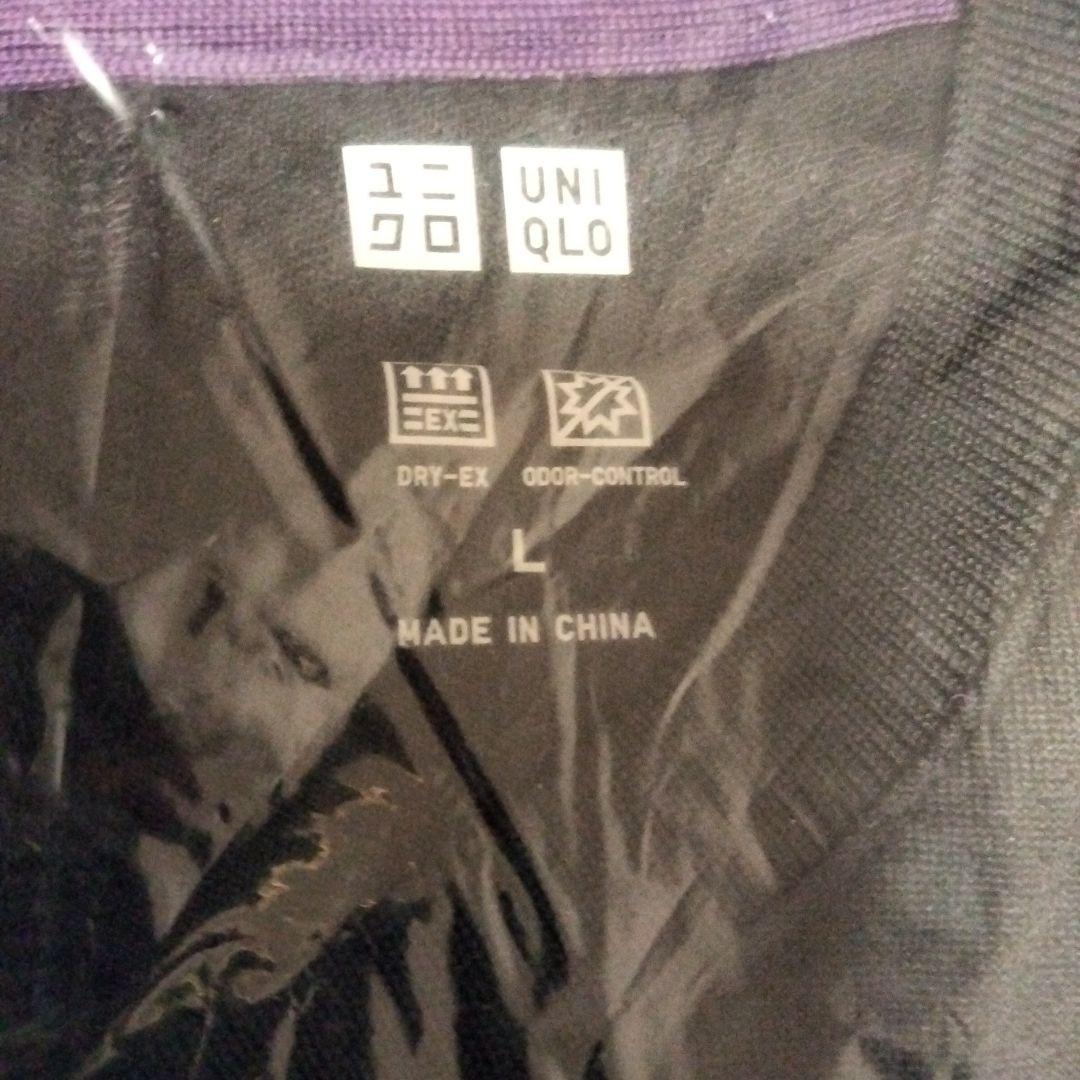 ユニ
クロ
UNI
QLO
EX
DRY-EX ODOR-CONTROL
L
MADE IN CHINA